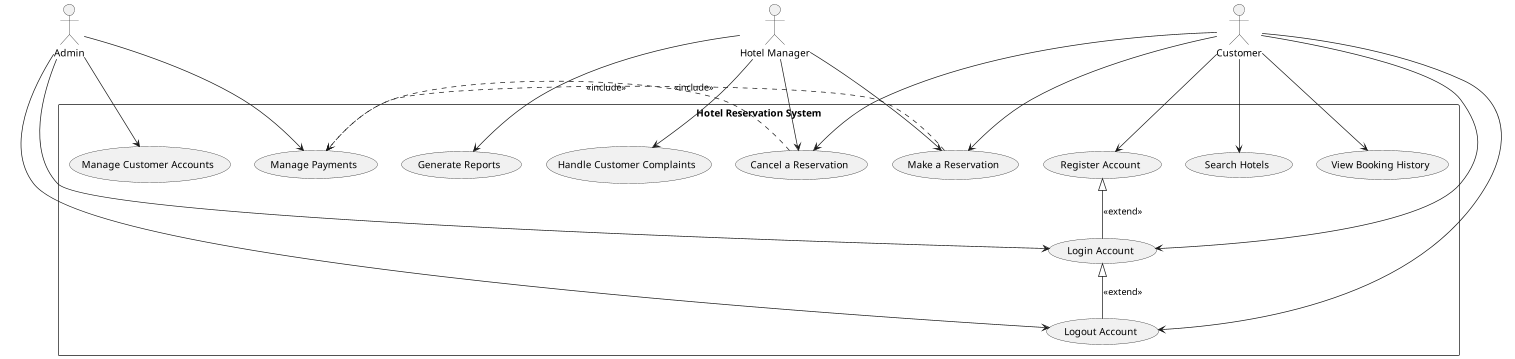 Admin
Hotel Manager
Customer
«include»
«include»
Hotel Reservation System
Manage Customer Accounts
Manage Payments
Generate Reports
Handle Customer Complaints
Cancel a Reservation
Make a Reservation
Register Account
Search Hotels
View Booking History
«extend»
Login Account
«extend»
Logout Account